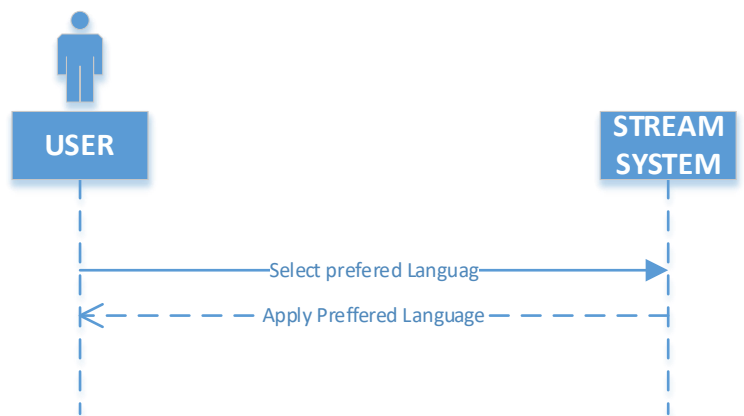 USER
STREAM
SYSTEM
Select prefered Languag
Apply Preffered Language